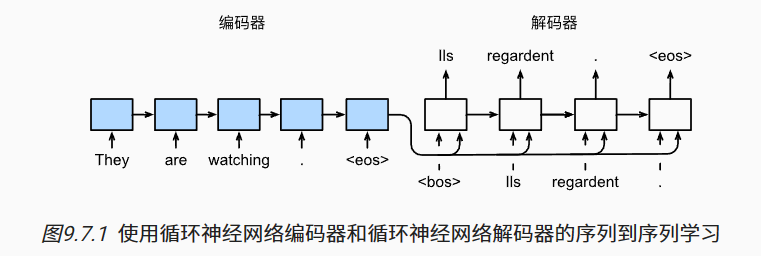 编码器 解码器
Ils regardent . <eos>
They are watching . <eos>
<bos> Ils regardent .
图9.7.1 使用循环神经网络编码器和循环神经网络解码器的序列到序列学习